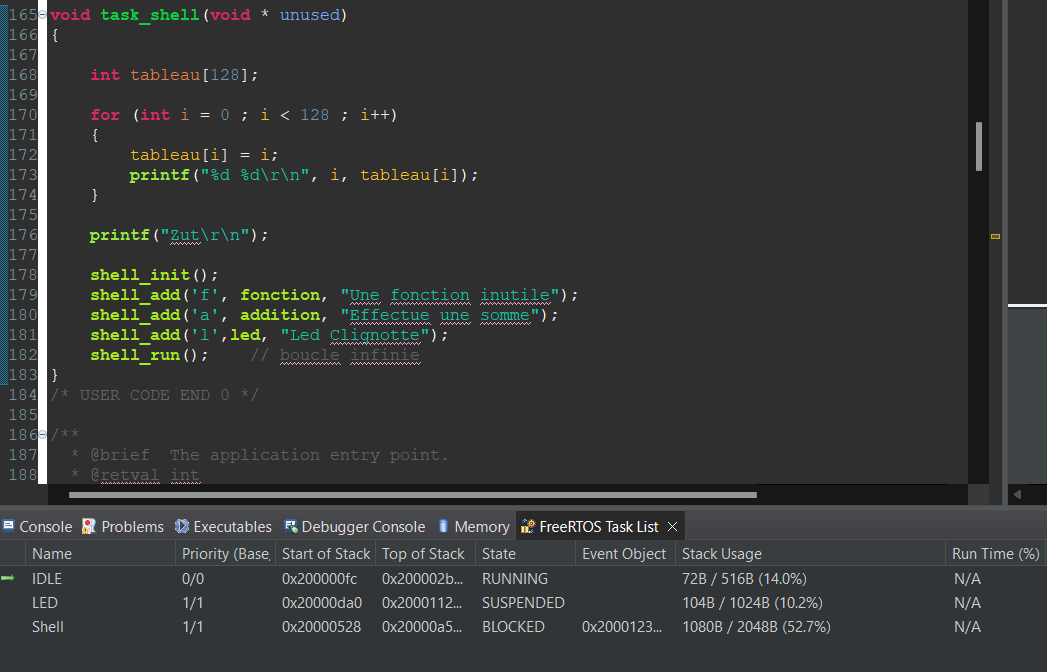 165 void task_shell(void * unused)
166 {
167
168     int tableau[128];
169
170     for (int i = 0 ; i < 128 ; i++)
171     {
172         tableau[i] = i;
173         printf("%d %d\r\n", i, tableau[i]);
174     }
175
176     printf("Zut\r\n");
177
178     shell_init();
179     shell_add('f', fonction, "Une fonction inutile");
180     shell_add('a', addition, "Effectue une somme");
181     shell_add('l',led, "Led Clignotte");
182     shell_run();    // boucle infinie
183 }
184 /* USER CODE END 0 */
185
186 /**
187   * @brief  The application entry point.
188   * @retval int
Console Problems Executables Debugger Console Memory FreeRTOS Task List
Name Priority (Base, Start of Stack Top of Stack State Event Object Stack Usage Run Time (%)
IDLE 0/0 0x200000fc 0x200002b... RUNNING 72B / 516B (14.0%) N/A
LED 1/1 0x20000da0 0x2000112... SUSPENDED 104B / 1024B (10.2%) N/A
Shell 1/1 0x20000528 0x20000a5... BLOCKED 0x2000123... 1080B / 2048B (52.7%) N/A